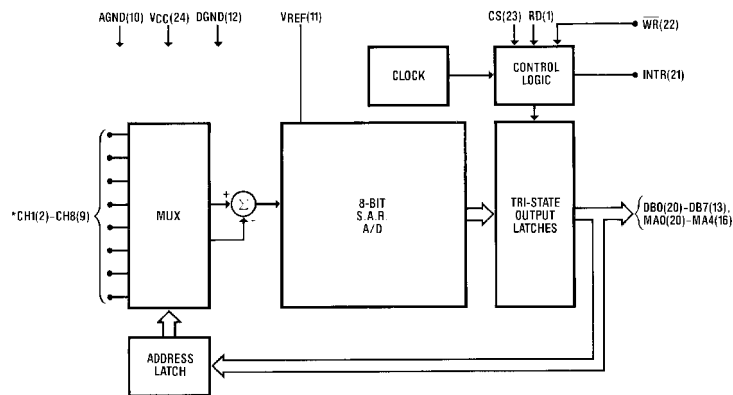 AGND(10) VCC(24) DGND(12) VREF(11) CS(23) RD(1) WR(22)
CLOCK
CONTROL
LOGIC
INTR(21)
*CH1(2)-CH8(9)
MUX
+
Σ
-
8-BIT
S.A.R.
A/D
TRI-STATE
OUTPUT
LATCHES
DB0(20)-DB7(13),
MA0(20)-MA4(16)
ADDRESS
LATCH